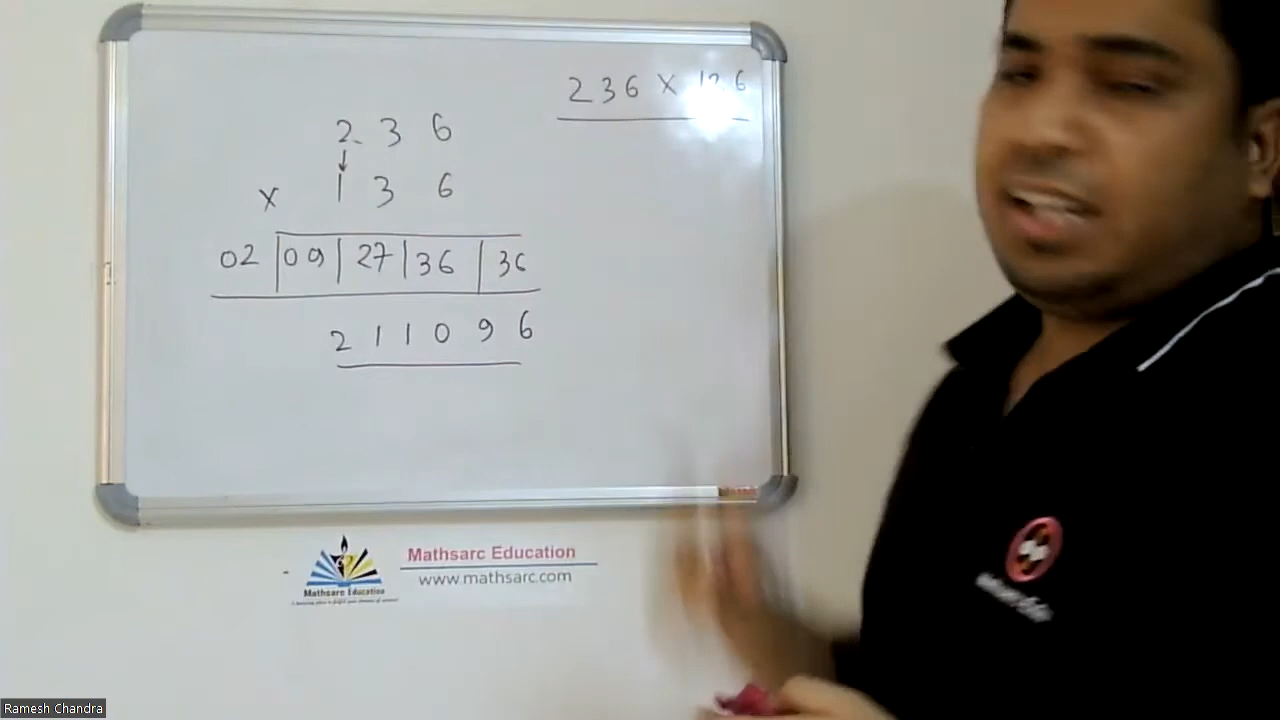 236 x 136
2 3 6
↓
x 1 3 6
02 | 09 | 27 | 36 | 36
2 1 1 0 9 6
Mathsarc Education
www.mathsarc.com
Mathsarc Education
Ramesh Chandra